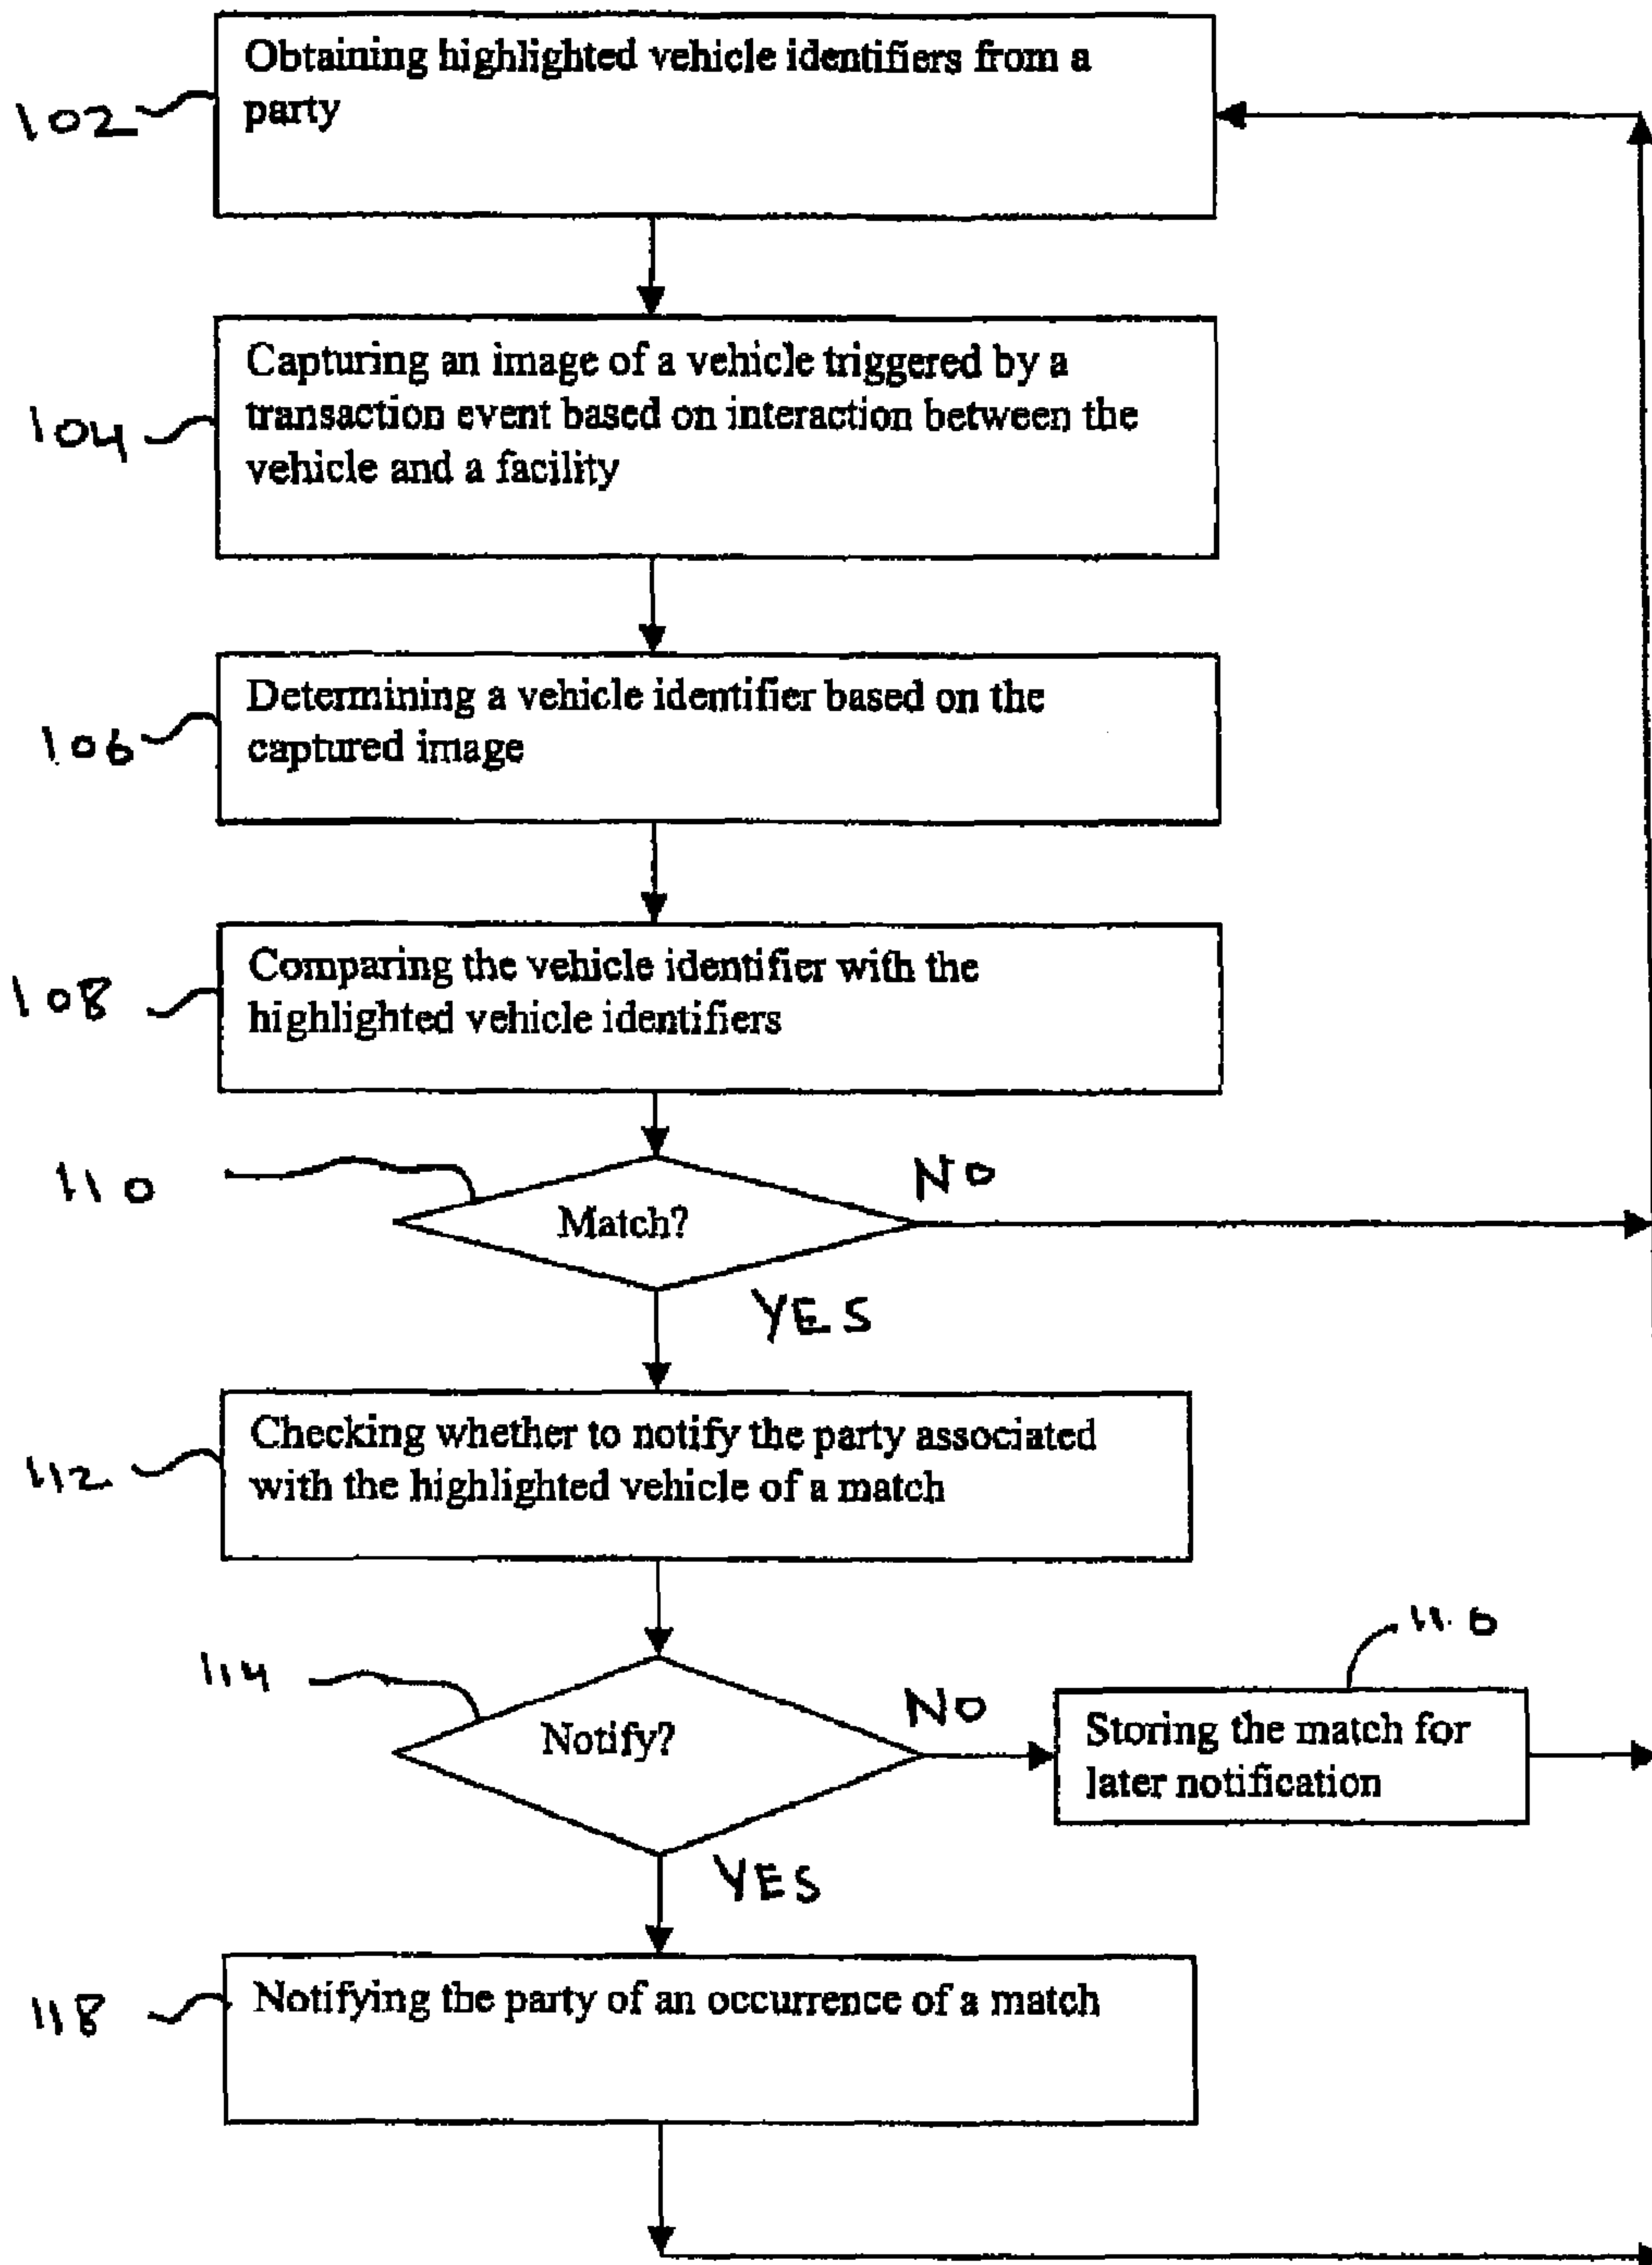 Obtaining highlighted vehicle identifiers from a
party
102
Capturing an image of a vehicle triggered by a
transaction event based on interaction between the
vehicle and a facility
104
Determining a vehicle identifier based on the
captured image
106
Comparing the vehicle identifier with the
highlighted vehicle identifiers
108
110
Match?
NO
YES
Checking whether to notify the party associated
with the highlighted vehicle of a match
112
114
Notify?
NO
Storing the match for
later notification
YES
Notifying the party of an occurrence of a match
118